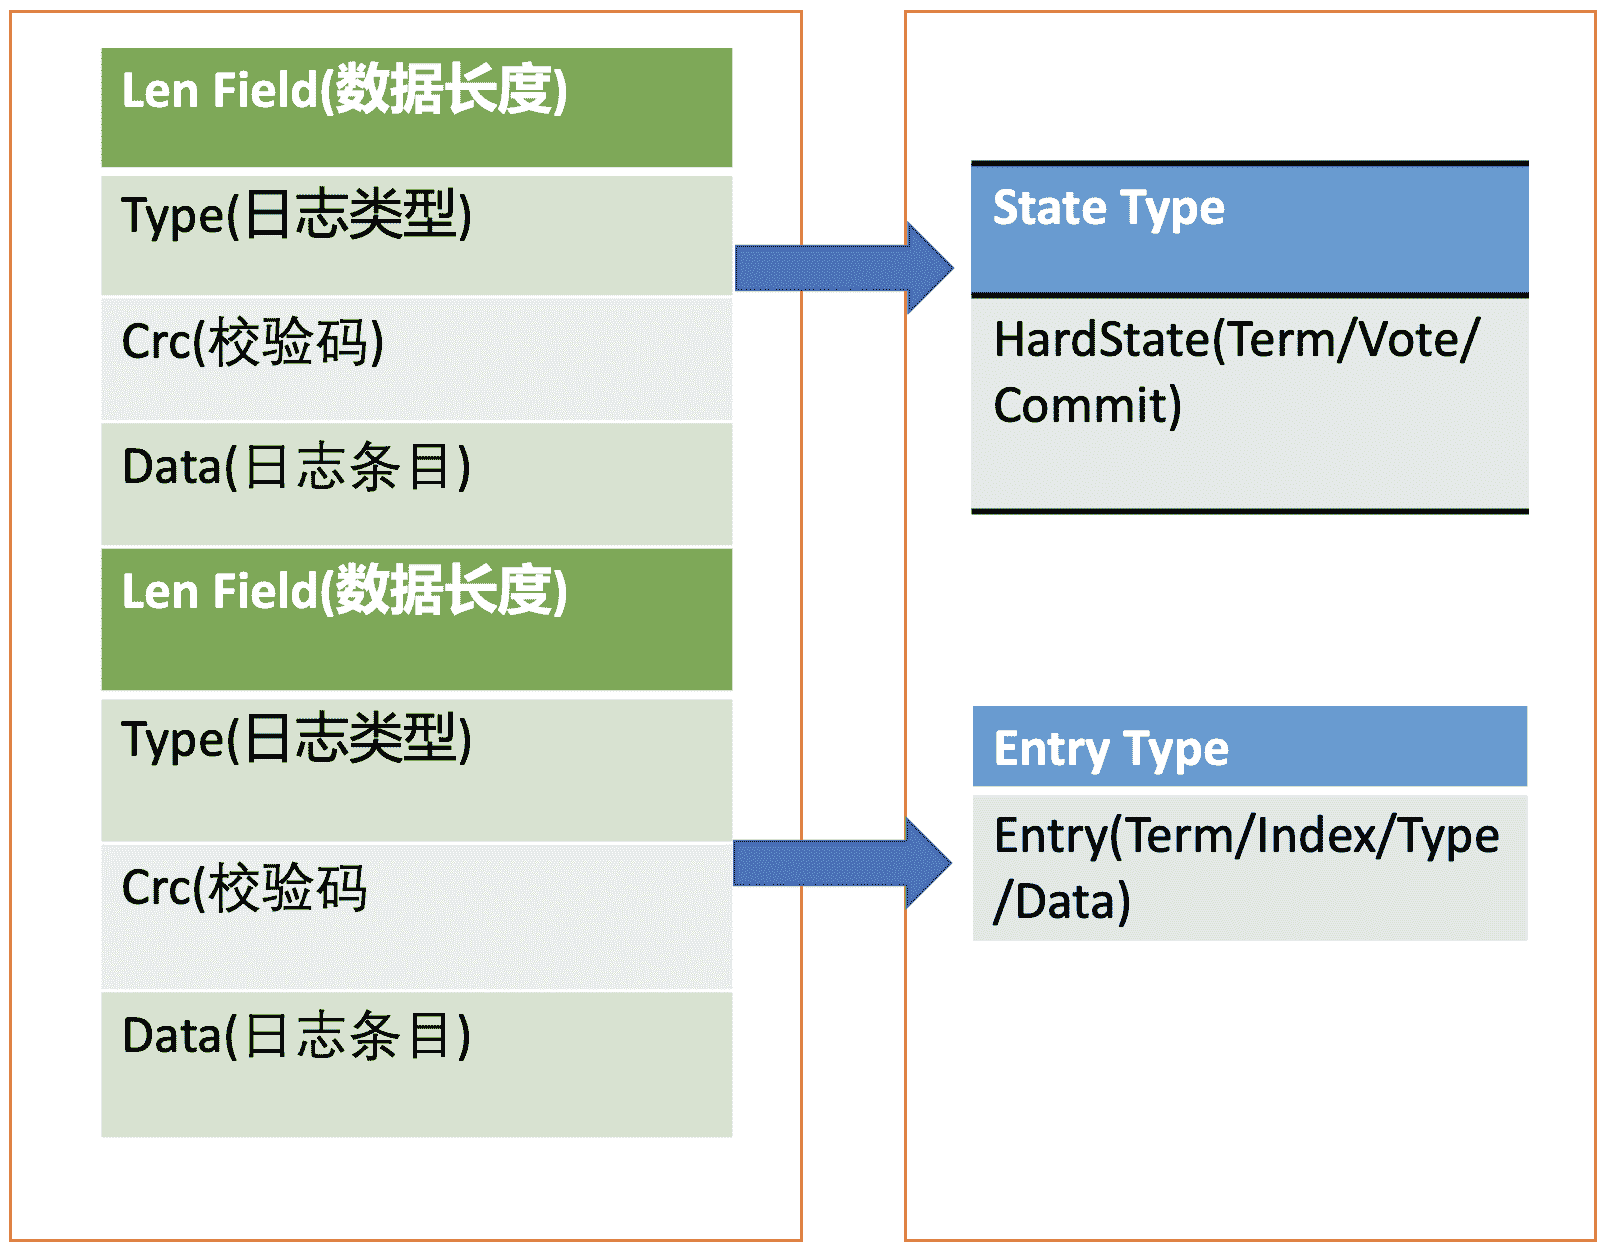 Len Field(数据长度)
Type(日志类型)
Crc(校验码)
Data(日志条目)
Len Field(数据长度)
Type(日志类型)
Crc(校验码
Data(日志条目)
State Type
HardState(Term/Vote/
Commit)
Entry Type
Entry(Term/Index/Type
/Data)